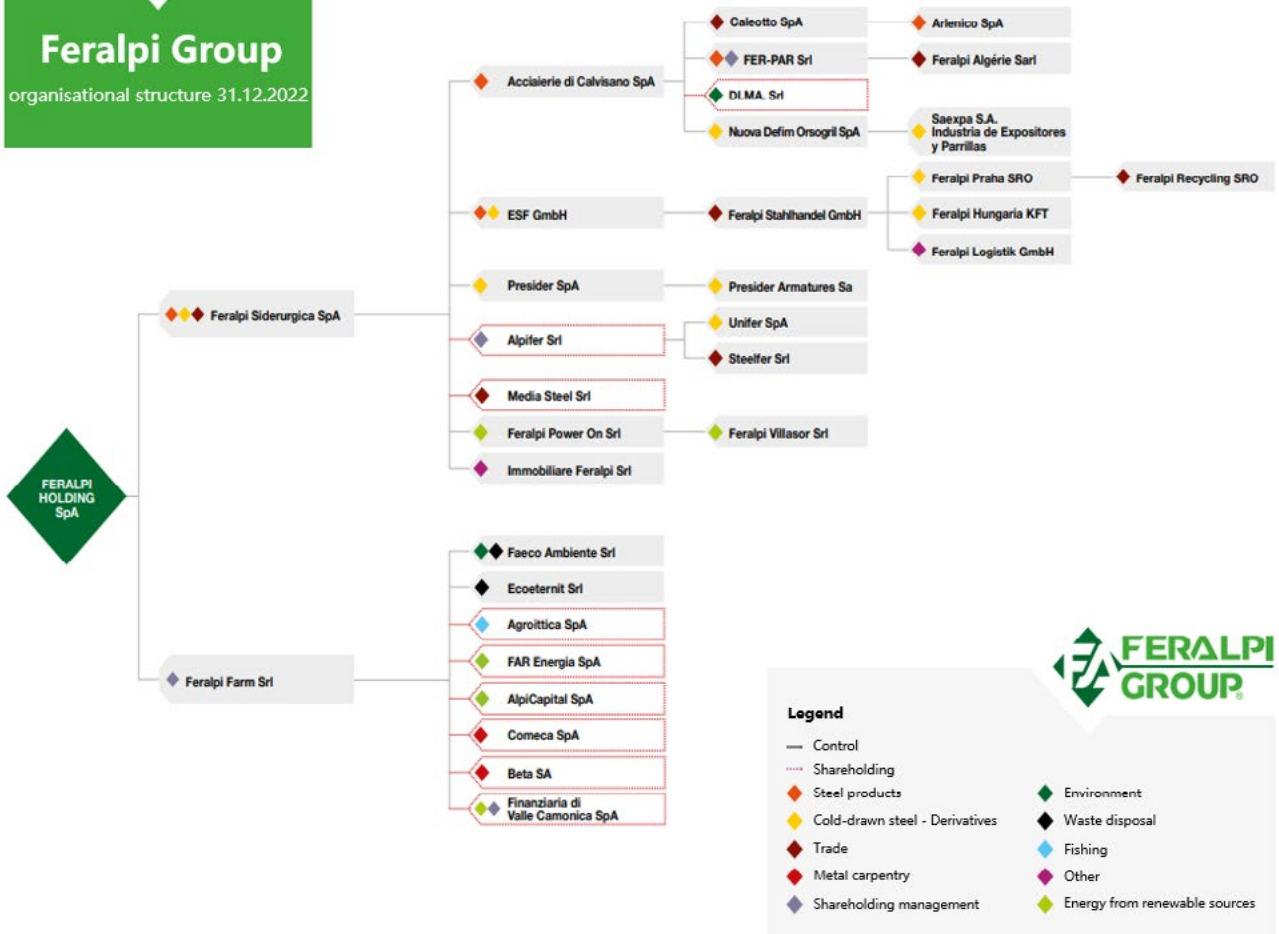 Feralpi Group
organisational structure 31.12.2022
FERALPI
HOLDING
SpA
Feralpi Siderurgica SpA
Acciaierie di Calvisano SpA
Caleotto SpA
Arlenico SpA
FER-PAR Srl
Feralpi Algérie Sarl
DI.MA. Srl
Nuova Defim Orsogril SpA
Saexpa S.A.
Industria de Expositores
y Parrillas
ESF GmbH
Feralpi Stahlhandel GmbH
Feralpi Praha SRO
Feralpi Recycling SRO
Feralpi Hungaria KFT
Feralpi Logistik GmbH
Presider SpA
Presider Armatures Sa
Alpifer Srl
Unifer SpA
Steelfer Srl
Media Steel Srl
Feralpi Power On Srl
Feralpi Villasor Srl
Immobiliare Feralpi Srl
Feralpi Farm Srl
Faeco Ambiente Srl
Ecoeternit Srl
Agroittica SpA
FAR Energia SpA
AlpiCapital SpA
Comeca SpA
Beta SA
Finanziaria di
Valle Camonica SpA
FERALPI
GROUP®
Legend
Control
Shareholding
Steel products
Cold-drawn steel - Derivatives
Trade
Metal carpentry
Shareholding management
Environment
Waste disposal
Fishing
Other
Energy from renewable sources